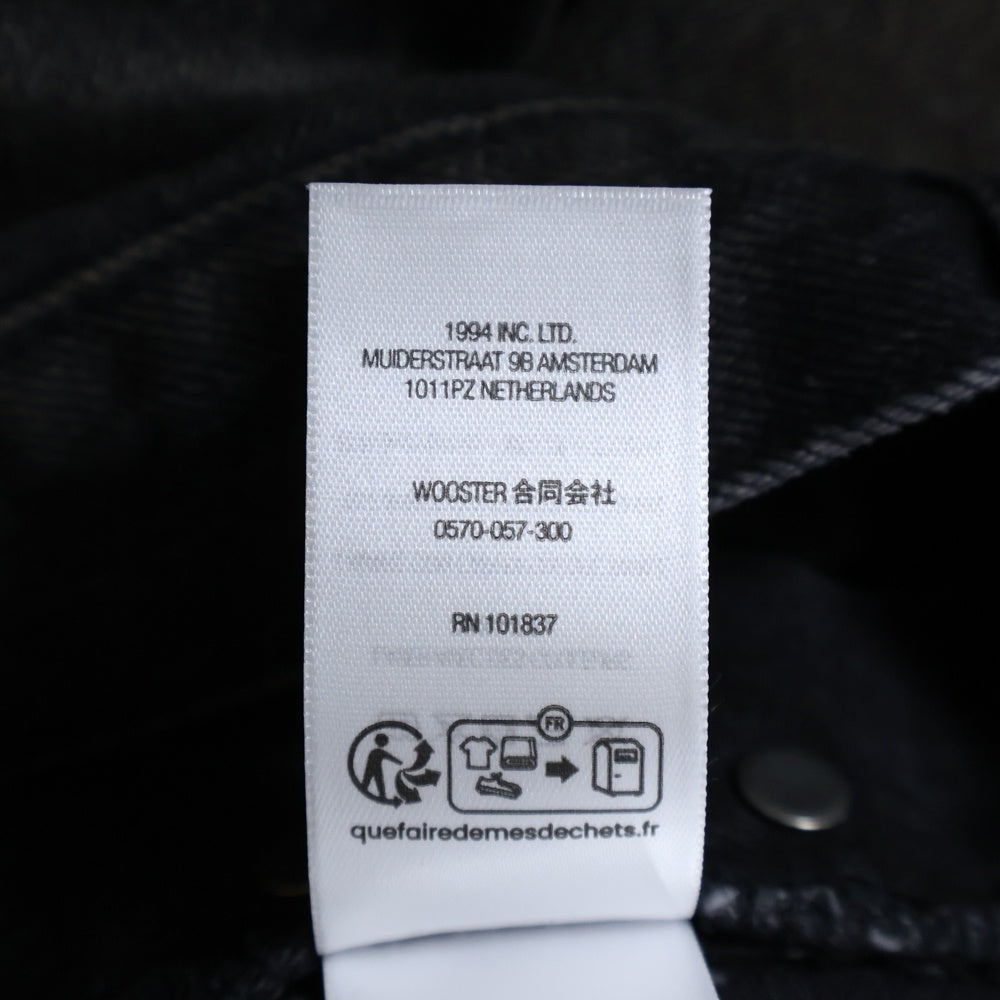 1994 INC. LTD.
MUIDERSTRAAT 9B AMSTERDAM
1011PZ NETHERLANDS
WOOSTER 合同会社
0570-057-300
RN 101837
FR
quefairedemesdechets.fr